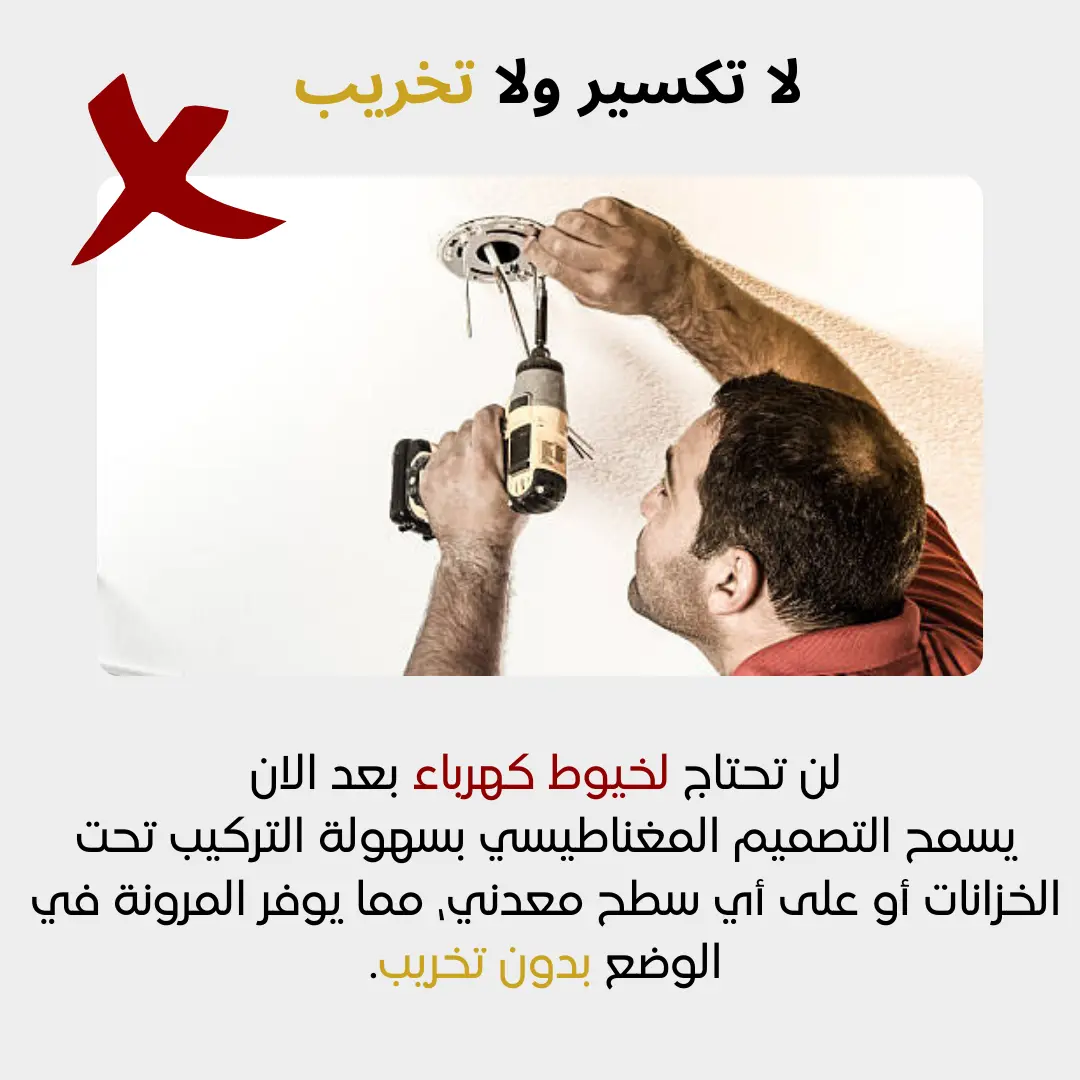 لا تكسير ولا تخريب
لن تحتاج لخيوط كهرباء بعد الان
يسمح التصميم المغناطيسي بسهولة التركيب تحت
الخزانات أو على أي سطح معدني، مما يوفر المرونة في
الوضع بدون تخريب.